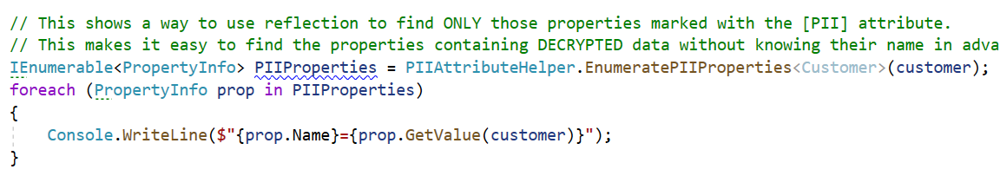 // This shows a way to use reflection to find ONLY those properties marked with the [PII] attribute.
// This makes it easy to find the properties containing DECRYPTED data without knowing their name in adva
IEnumerable<PropertyInfo> PIIProperties = PIIAttributeHelper.EnumeratePIIProperties<Customer>(customer);
foreach (PropertyInfo prop in PIIProperties)
{
    Console.WriteLine($"{prop.Name}={prop.GetValue(customer)}");
}